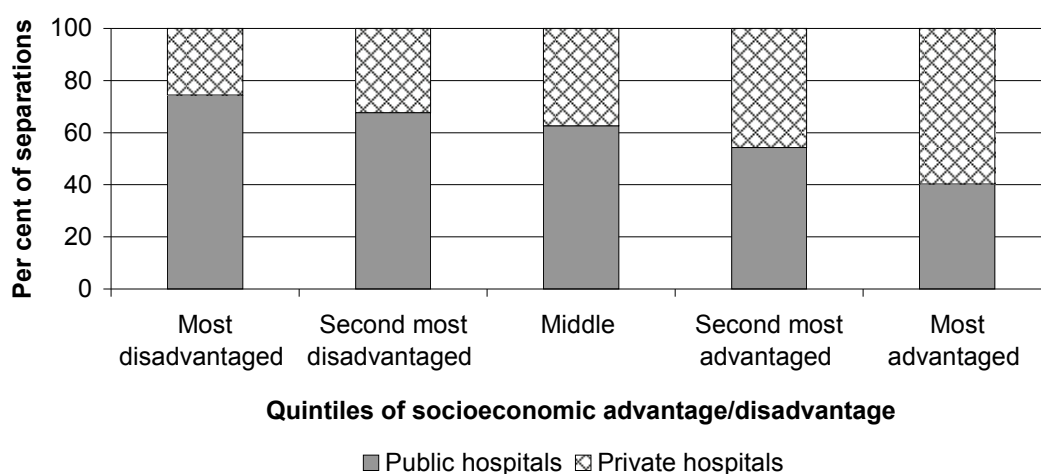 Per cent of separations
100
80
60
40
20
0
Most disadvantaged
Second most disadvantaged
Middle
Second most advantaged
Most advantaged
Quintiles of socioeconomic advantage/disadvantage
Public hospitals
Private hospitals